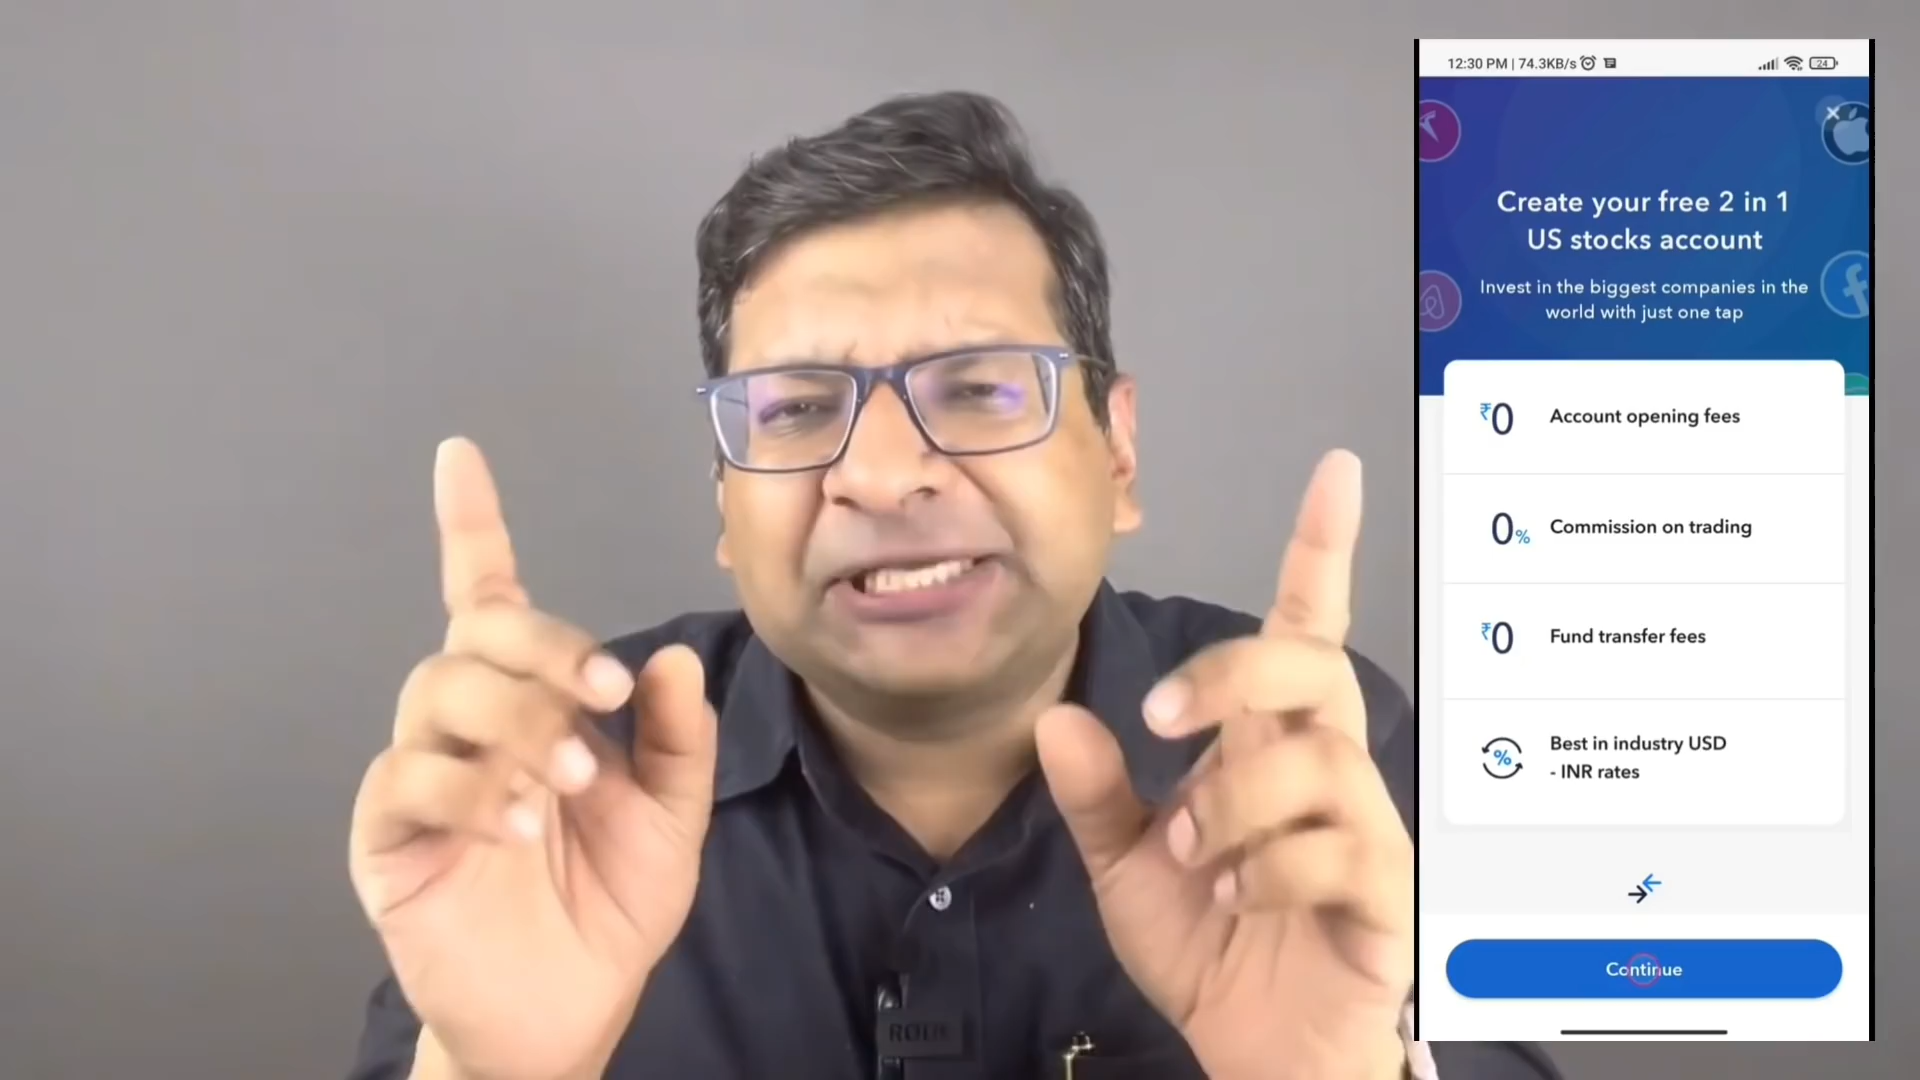 12:30 PM | 74.3KB/s
24
Create your free 2 in 1
US stocks account
Invest in the biggest companies in the
world with just one tap
₹0 Account opening fees
0% Commission on trading
₹0 Fund transfer fees
% Best in industry USD
- INR rates
Continue
RODE